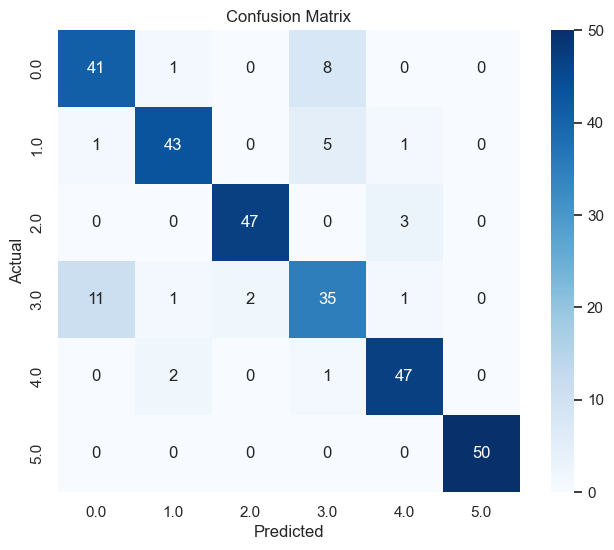 Confusion Matrix
Actual
0.0 41 1 0 8 0 0
1.0 1 43 0 5 1 0
2.0 0 0 47 0 3 0
3.0 11 1 2 35 1 0
4.0 0 2 0 1 47 0
5.0 0 0 0 0 0 50
0.0 1.0 2.0 3.0 4.0 5.0
Predicted
50
40
30
20
10
0